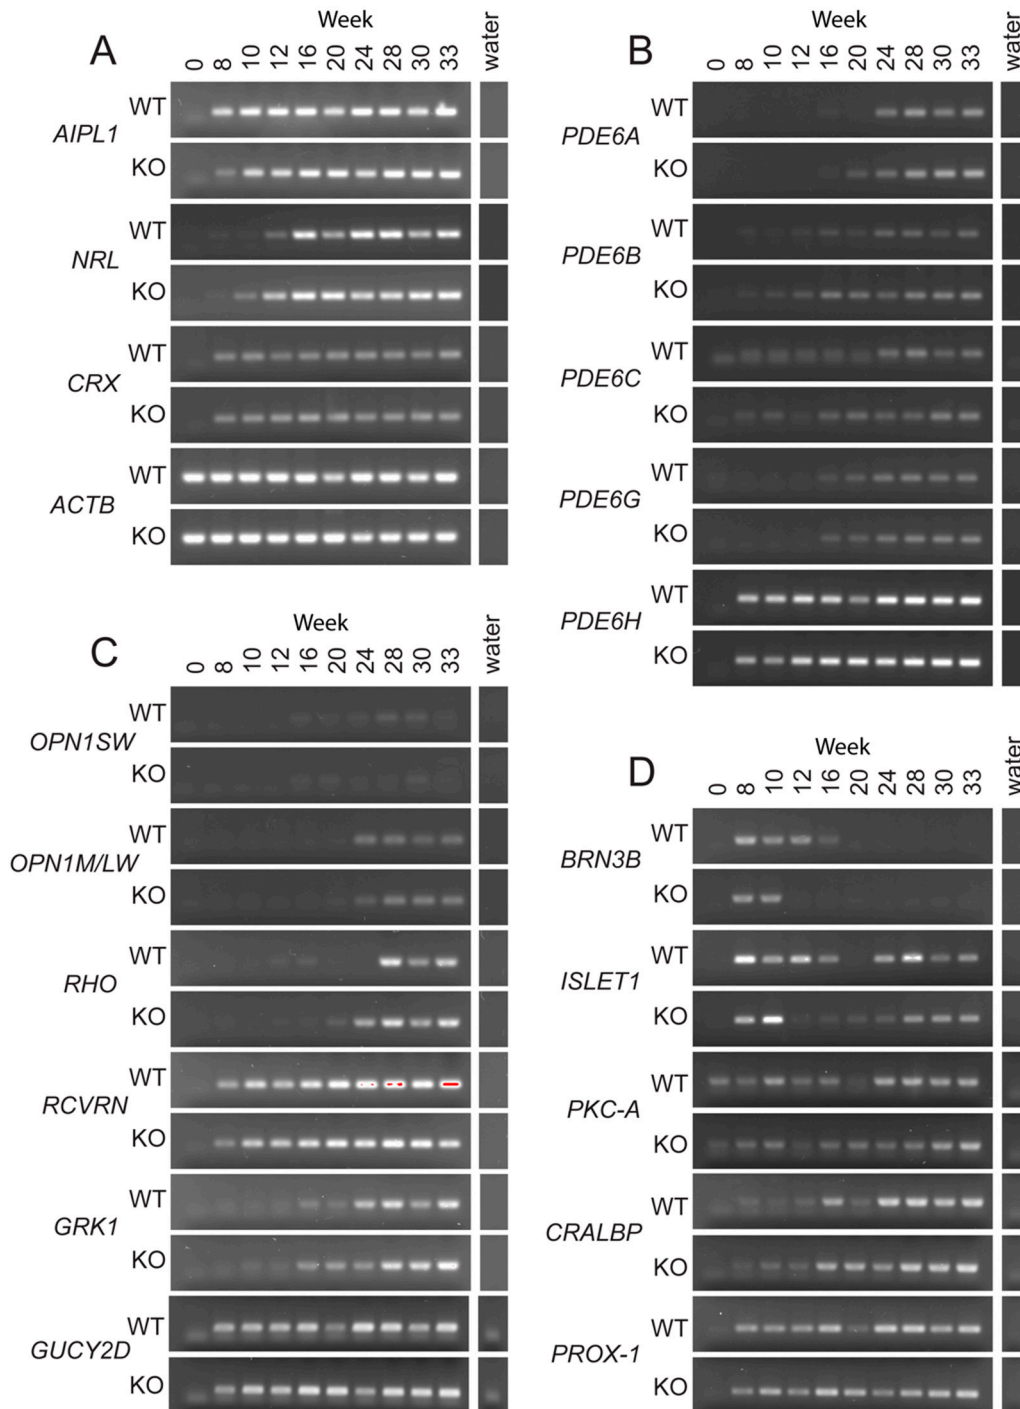 A
Week
0 8 10 12 16 20 24 28 30 33 water
AIPL1
WT
KO
NRL
WT
KO
CRX
WT
KO
ACTB
WT
KO
B
Week
0 8 10 12 16 20 24 28 30 33 water
PDE6A
WT
KO
PDE6B
WT
KO
PDE6C
WT
KO
PDE6G
WT
KO
PDE6H
WT
KO
C
Week
0 8 10 12 16 20 24 28 30 33 water
OPN1SW
WT
KO
OPN1M/LW
WT
KO
RHO
WT
KO
RCVRN
WT
KO
GRK1
WT
KO
GUCY2D
WT
KO
D
Week
0 8 10 12 16 20 24 28 30 33 water
BRN3B
WT
KO
ISLET1
WT
KO
PKC-A
WT
KO
CRALBP
WT
KO
PROX-1
WT
KO